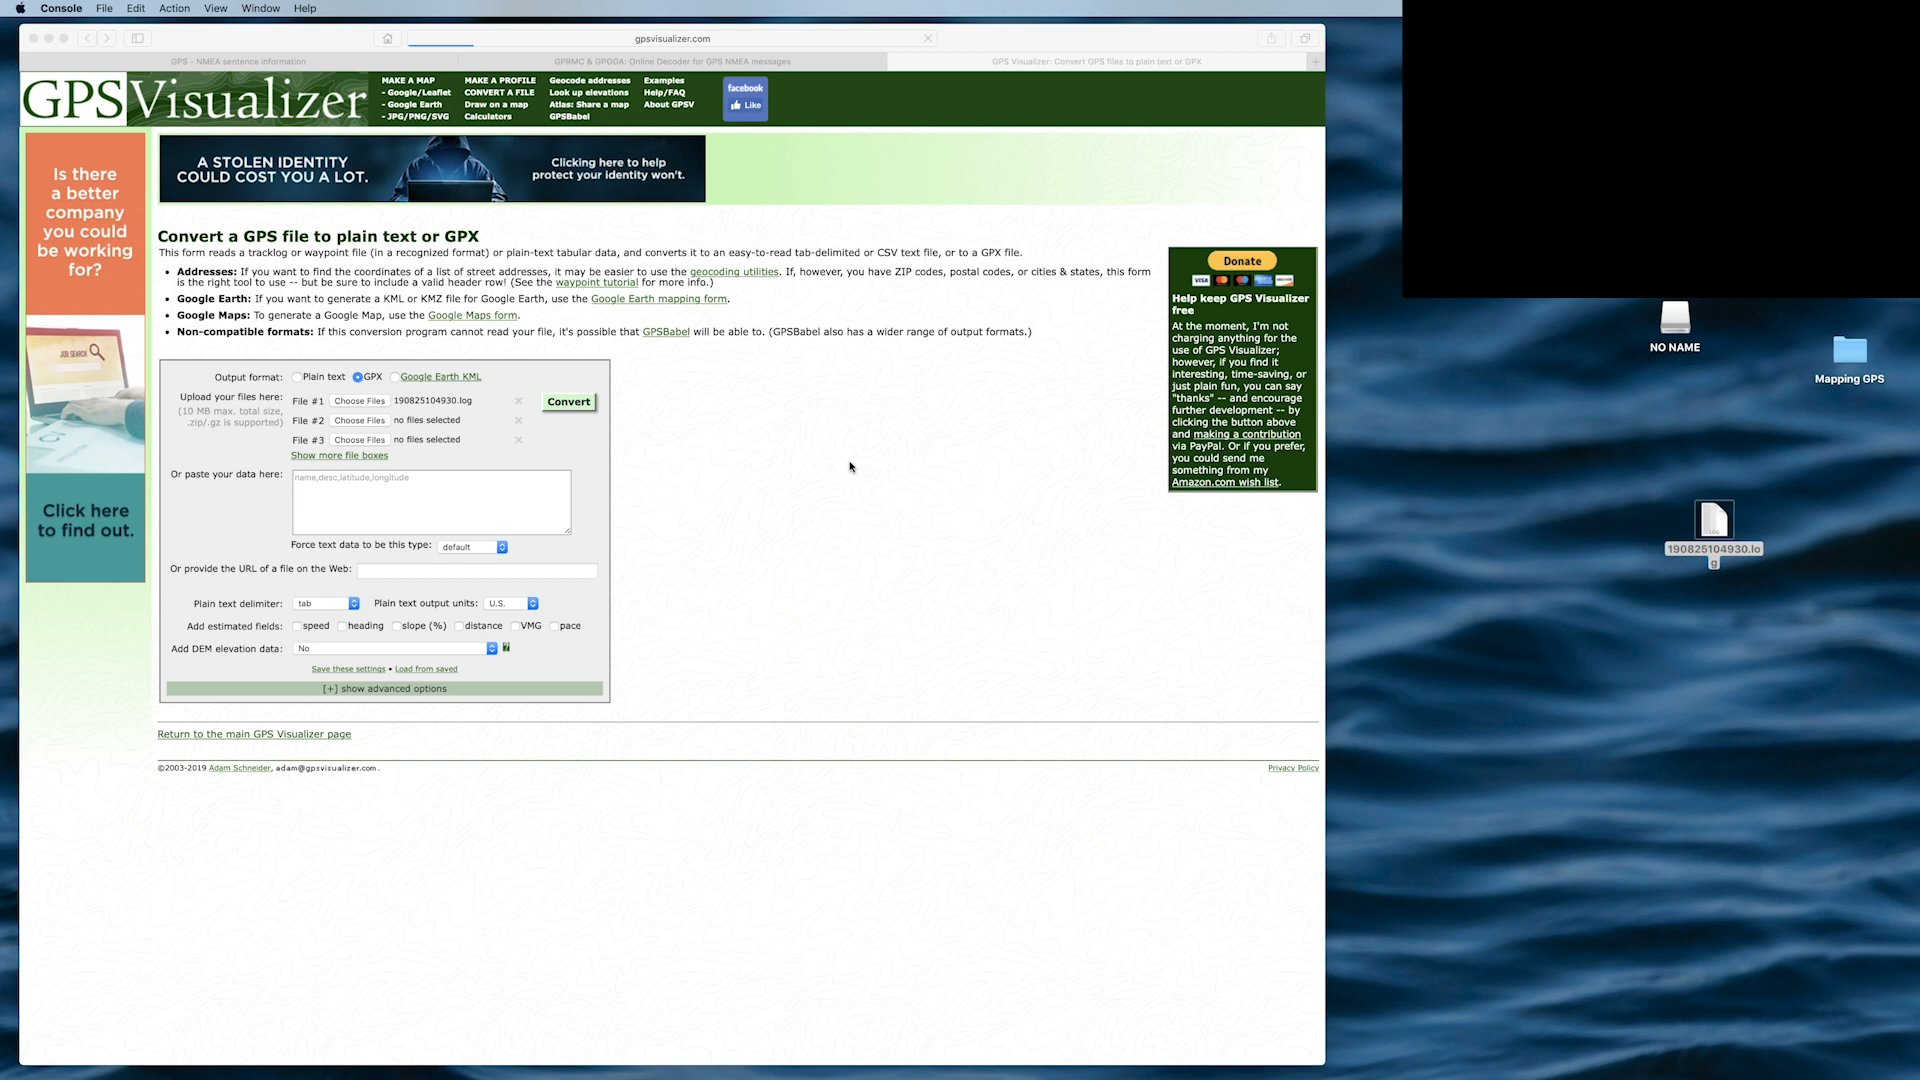 Console File Edit Action View Window Help
gpsvisualizer.com
GPS - NMEA sentence information
GPRMC & GPGGA: Online Decoder for GPS NMEA messages
GPS Visualizer: Convert GPS files to plain text or GPX
GPSVisualizer
MAKE A MAP
- Google/Leaflet
- Google Earth
- JPG/PNG/SVG
MAKE A PROFILE
CONVERT A FILE
Draw on a map
Calculators
Geocode addresses
Look up elevations
Atlas: Share a map
GPSBabel
Examples
Help/FAQ
About GPSV
facebook
Like
Is there
a better
company
you could
be working
for?
JOB SEARCH
Click here
to find out.
A STOLEN IDENTITY
COULD COST YOU A LOT.
Clicking here to help
protect your identity won't.
Convert a GPS file to plain text or GPX
This form reads a tracklog or waypoint file (in a recognized format) or plain-text tabular data, and converts it to an easy-to-read tab-delimited or CSV text file, or to a GPX file.
• Addresses: If you want to find the coordinates of a list of street addresses, it may be easier to use the geocoding utilities. If, however, you have ZIP codes, postal codes, or cities & states, this form
is the right tool to use -- but be sure to include a valid header row! (See the waypoint tutorial for more info.)
• Google Earth: If you want to generate a KML or KMZ file for Google Earth, use the Google Earth mapping form.
• Google Maps: To generate a Google Map, use the Google Maps form.
• Non-compatible formats: If this conversion program cannot read your file, it's possible that GPSBabel will be able to. (GPSBabel also has a wider range of output formats.)
Output format: Plain text GPX Google Earth KML
Upload your files here:
(10 MB max. total size,
.zip/.gz is supported)
File #1 Choose Files 190825104930.log
Convert
File #2 Choose Files no files selected
File #3 Choose Files no files selected
Show more file boxes
Or paste your data here:
name,desc,latitude,longitude
Force text data to be this type: default
Or provide the URL of a file on the Web:
Plain text delimiter: tab Plain text output units: U.S.
Add estimated fields: speed heading slope (%) distance VMG pace
Add DEM elevation data: No
?
Save these settings • Load from saved
[+] show advanced options
Return to the main GPS Visualizer page
©2003-2019 Adam Schneider, adam@gpsvisualizer.com.
Privacy Policy
Donate
VISA
Help keep GPS Visualizer
free
At the moment, I'm not
charging anything for the
use of GPS Visualizer;
however, if you find it
interesting, time-saving, or
just plain fun, you can say
"thanks" -- and encourage
further development -- by
clicking the button above
and making a contribution
via PayPal. Or if you prefer,
you could send me
something from my
Amazon.com wish list.
NO NAME
Mapping GPS
LOG
190825104930.lo
g